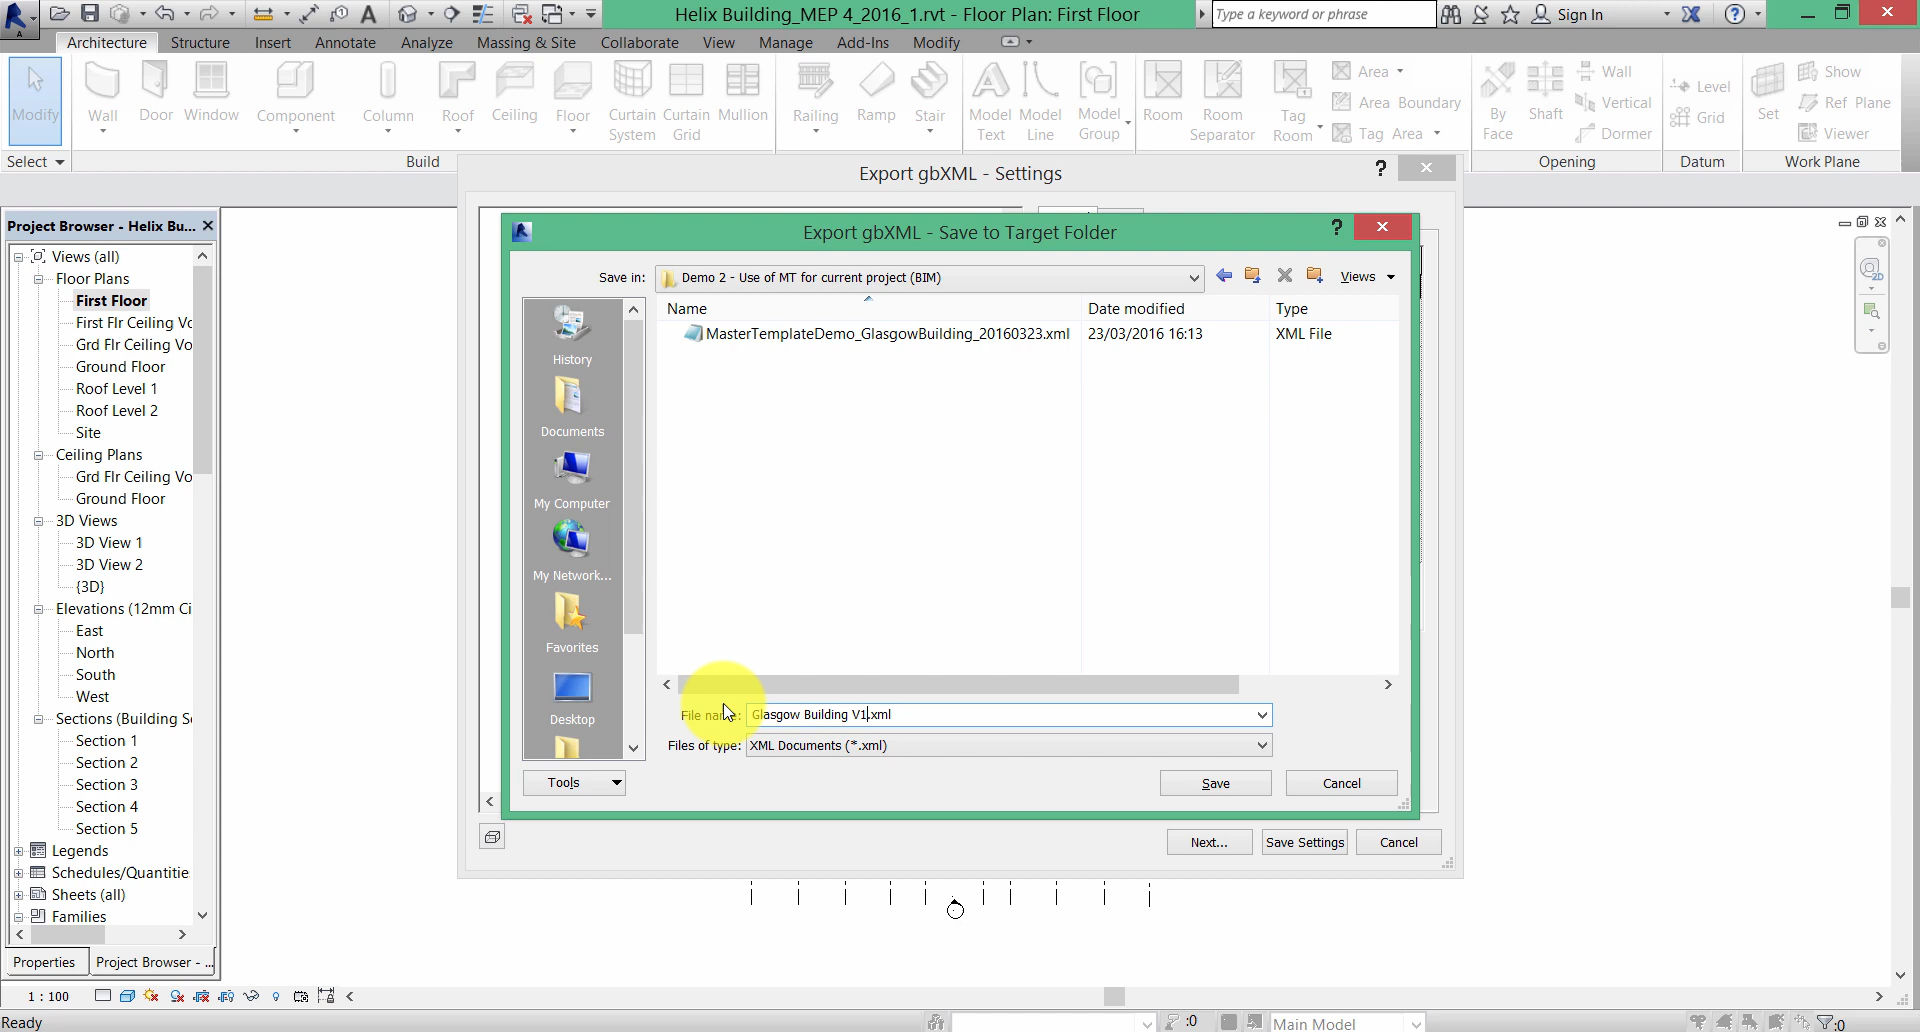 Helix Building_MEP 4_2016_1.rvt - Floor Plan: First Floor
Type a keyword or phrase
Sign In
Architecture Structure Insert Annotate Analyze Massing & Site Collaborate View Manage Add-Ins Modify
Modify
Wall
Door
Window
Component
Column
Roof
Ceiling
Floor
Curtain System
Curtain Grid
Mullion
Railing
Ramp
Stair
Model Text
Model Line
Model Group
Room
Room Separator
Tag Room
Area
Area Boundary
Tag Area
By Face
Shaft
Wall
Vertical
Dormer
Level
Grid
Set
Show
Ref Plane
Viewer
Select
Build
Opening
Datum
Work Plane
Export gbXML - Settings
Project Browser - Helix Bu...
Views (all)
Floor Plans
First Floor
First Flr Ceiling Vo
Grd Flr Ceiling Vo
Ground Floor
Roof Level 1
Roof Level 2
Site
Ceiling Plans
Grd Flr Ceiling Vo
Ground Floor
3D Views
3D View 1
3D View 2
{3D}
Elevations (12mm Ci
East
North
South
West
Sections (Building Se
Section 1
Section 2
Section 3
Section 4
Section 5
Legends
Schedules/Quantitie
Sheets (all)
Families
Properties
Project Browser - ...
Export gbXML - Save to Target Folder
Save in:
Demo 2 - Use of MT for current project (BIM)
Views
Name Date modified Type
MasterTemplateDemo_GlasgowBuilding_20160323.xml 23/03/2016 16:13 XML File
History
Documents
My Computer
My Network...
Favorites
Desktop
File name: Glasgow Building V1.xml
Files of type: XML Documents (*.xml)
Tools
Save
Cancel
Next...
Save Settings
Cancel
2D
1 : 100
Ready
:0
Main Model
:0